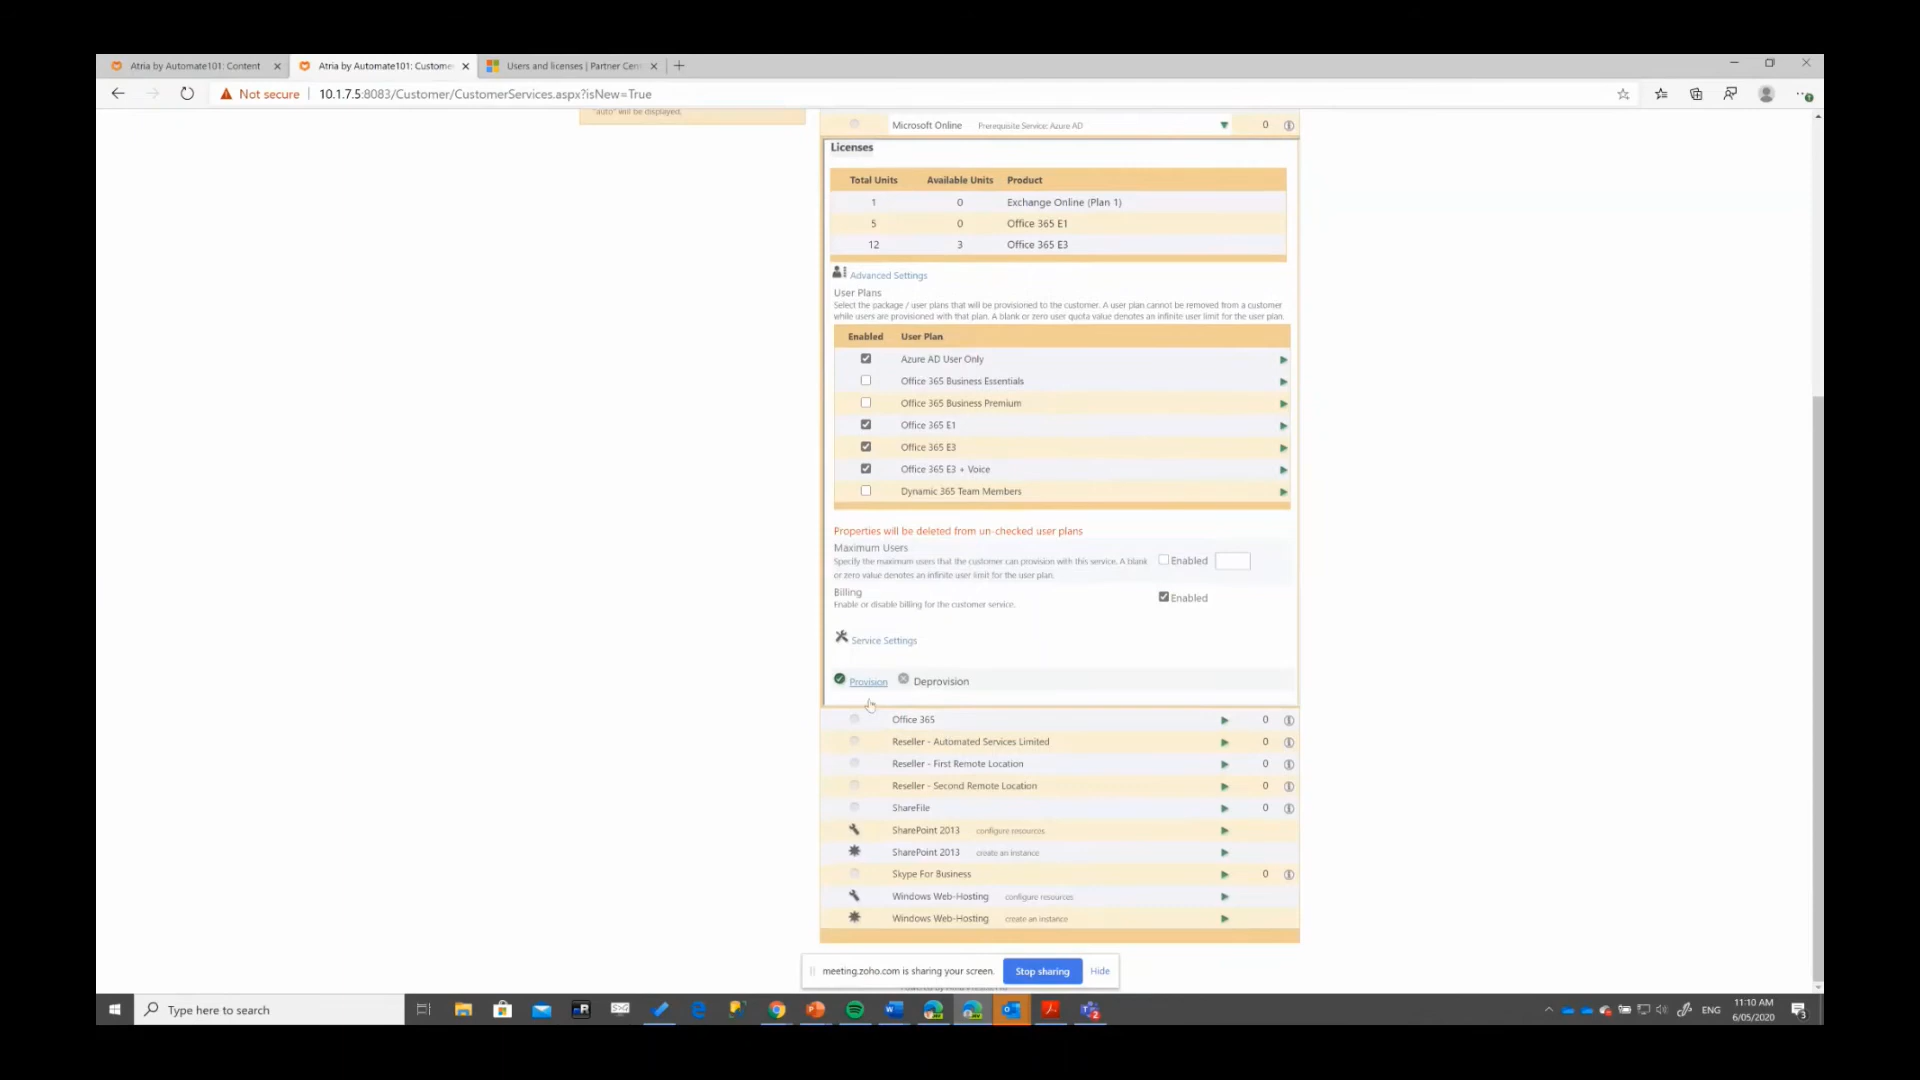 Atria by Automate101: Content
Atria by Automate101: Custome
Users and licenses | Partner Cen
Not secure
10.1.7.5:8083/Customer/CustomerServices.aspx?isNew=True
"auto" will be displayed.
Microsoft Online Prerequisite Service: Azure AD 0
Licenses
Total Units Available Units Product
1 0 Exchange Online (Plan 1)
5 0 Office 365 E1
12 3 Office 365 E3
Advanced Settings
User Plans
Select the package / user plans that will be provisioned to the customer. A user plan cannot be removed from a customer
while users are provisioned with that plan. A blank or zero user quota value denotes an infinite user limit for the user plan.
Enabled User Plan
Azure AD User Only
Office 365 Business Essentials
Office 365 Business Premium
Office 365 E1
Office 365 E3
Office 365 E3 + Voice
Dynamic 365 Team Members
Properties will be deleted from un-checked user plans
Maximum Users
Specify the maximum users that the customer can provision with this service. A blank
or zero value denotes an infinite user limit for the user plan.
Enabled
Billing
Enable or disable billing for the customer service.
Enabled
Service Settings
Provision Deprovision
Office 365 0
Reseller - Automated Services Limited 0
Reseller - First Remote Location 0
Reseller - Second Remote Location 0
ShareFile 0
SharePoint 2013 configure resources
SharePoint 2013 create an instance
Skype For Business 0
Windows Web-Hosting configure resources
Windows Web-Hosting create an instance
meeting.zoho.com is sharing your screen. Stop sharing Hide
Type here to search
ENG
11:10 AM
6/05/2020